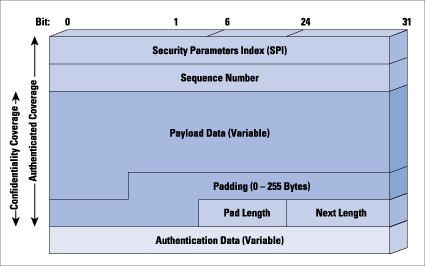 Bit: 0 1 6 24 31
Security Parameters Index (SPI)
Sequence Number
Payload Data (Variable)
Padding (0 – 255 Bytes)
Pad Length Next Length
Authentication Data (Variable)
Confidentiality Coverage
Authenticated Coverage